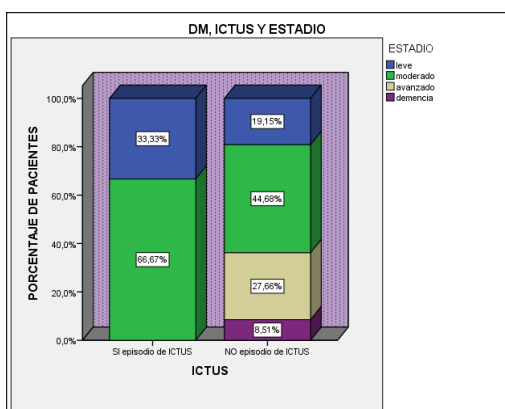 DM, ICTUS Y ESTADIO
ESTADIO
leve
moderado
avanzado
demencia
PORCENTAJE DE PACIENTES
100,0%
80,0%
60,0%
40,0%
20,0%
0,0%
33,33%
66,67%
19,15%
44,68%
27,66%
8,51%
SI episodio de ICTUS
NO episodio de ICTUS
ICTUS